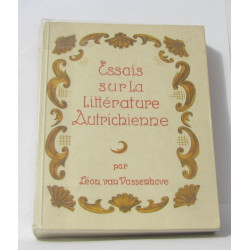 Essais
sur la
Littérature
Autrichienne
par
Léon van Vassenhove